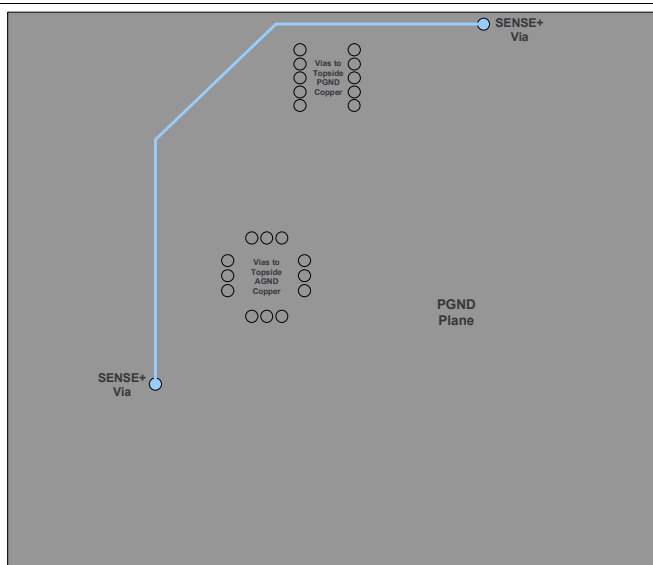 SENSE+
Via
Vias to
Topside
PGND
Copper
Vias to
Topside
AGND
Copper
PGND
Plane
SENSE+
Via